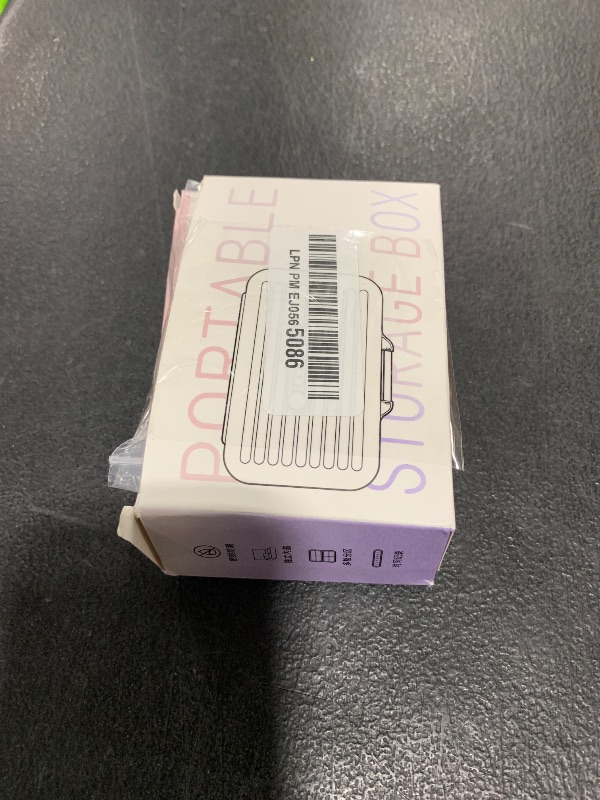 PORTABLE
STORAGE BOX
LPN PM EJ056 5086